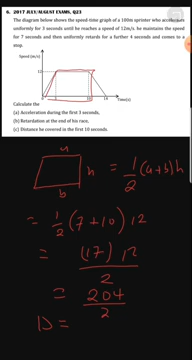 6. 2017 JULY/AUGUST EXAMS, Q23
The diagram below shows the speed-time graph of a 100m sprinter who accelerates
uniformly for 3 seconds until he reaches a speed of 12m/s. he maintains the speed
for 7 seconds and then uniformly retards for a further 4 seconds and comes to a
stop.
Speed (m/s)
12
0 3 10 14 Time(s)
Calculate the
(a) Acceleration during the first 3 seconds,
(b) Retardation at the end of his race,
(c) Distance he covered in the first 10 seconds.
a
h = 1/2 (a+b)h
b
= 1/2 (7+10) 12
= (17) 12 / 2
= 204 / 2
D =